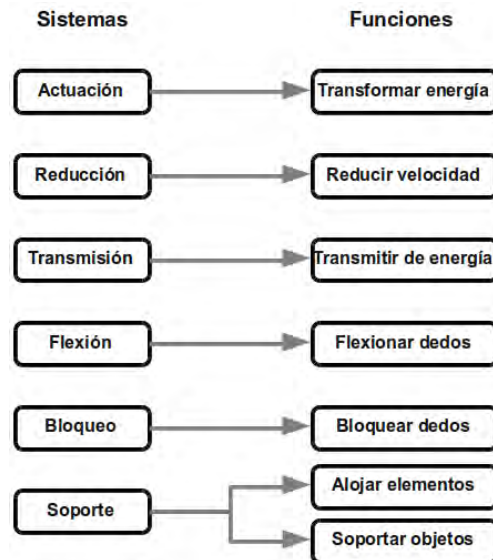 Sistemas Funciones
Actuación Transformar energía
Reducción Reducir velocidad
Transmisión Transmitir de energía
Flexión Flexionar dedos
Bloqueo Bloquear dedos
Soporte Alojar elementos
Soportar objetos